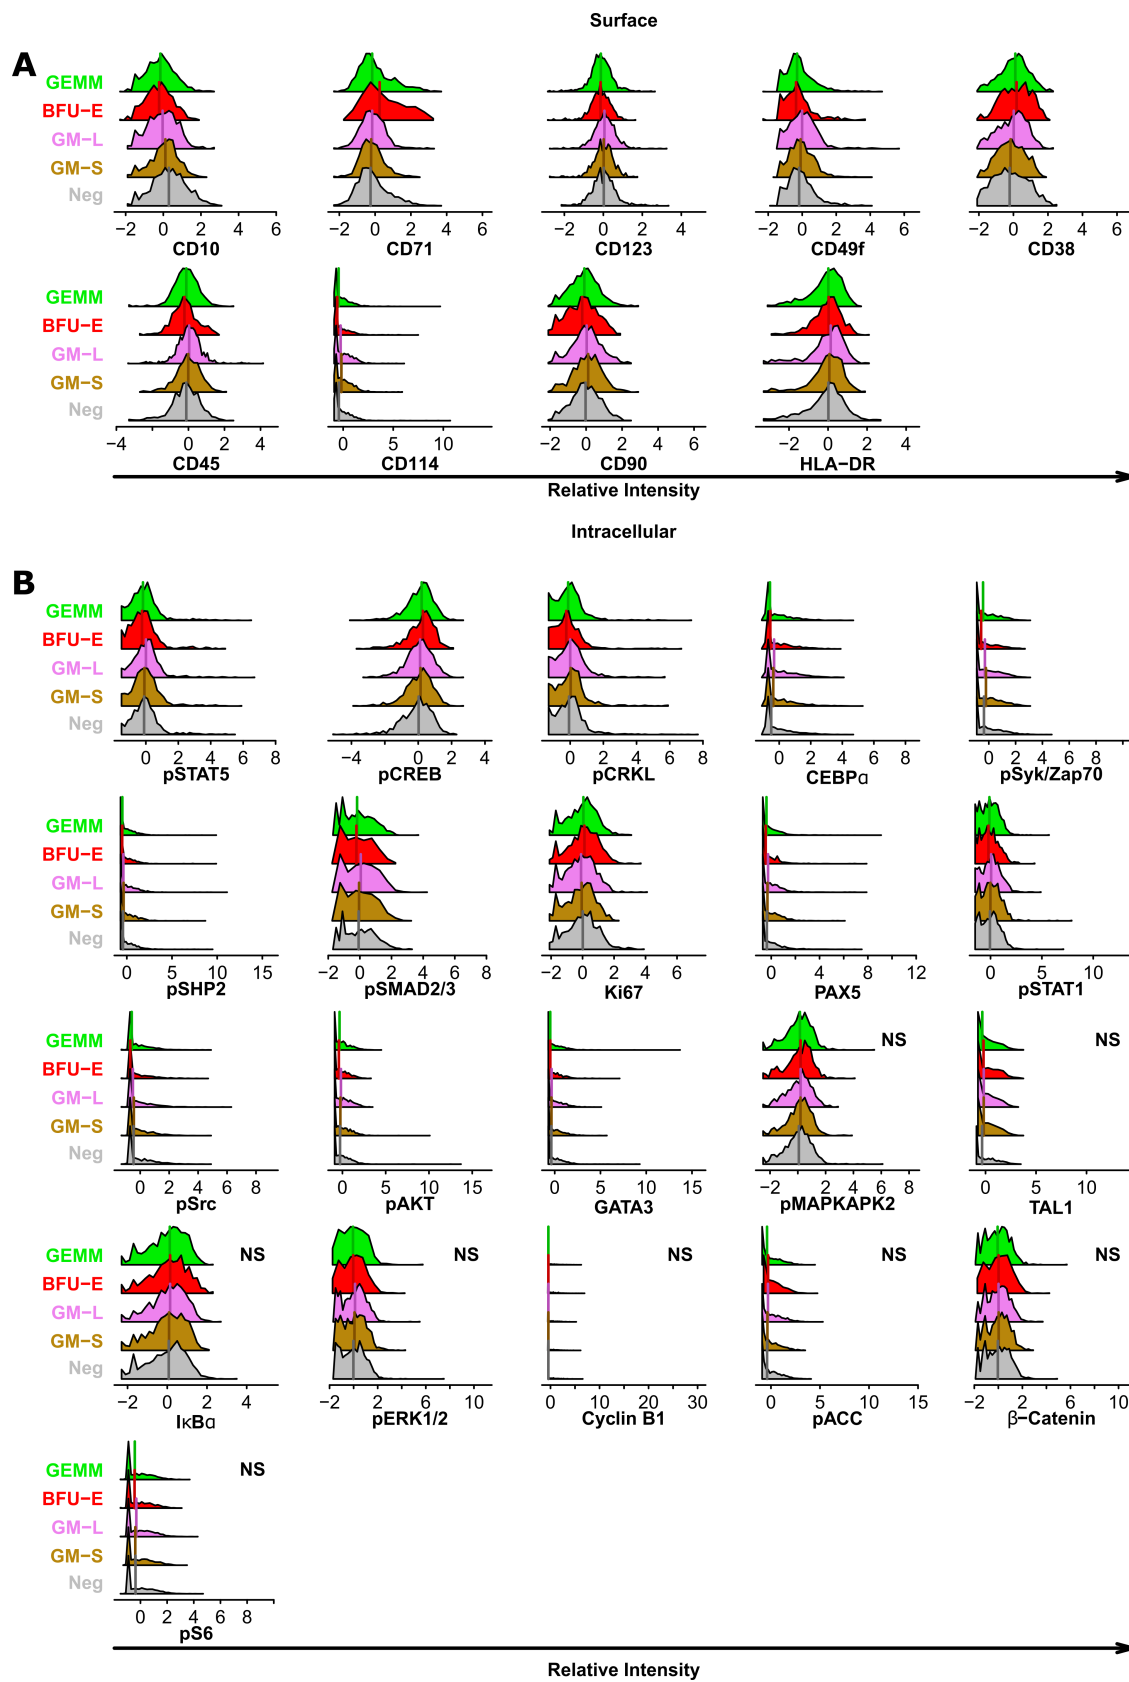 Surface
A
GEMM
BFU−E
GM−L
GM−S
Neg
−2 0 2 4 6
CD10
−2 0 2 4 6
CD71
−2 0 2 4
CD123
−2 0 2 4 6
CD49f
−2 0 2 4 6
CD38
GEMM
BFU−E
GM−L
GM−S
Neg
−4 −2 0 2 4
CD45
0 5 10
CD114
−2 0 2 4 6
CD90
−2 0 2 4
HLA−DR
Relative Intensity
Intracellular
B
GEMM
BFU−E
GM−L
GM−S
Neg
0 2 4 6 8
pSTAT5
−4 0 2 4
pCREB
0 2 4 6 8
pCRKL
0 2 4 6 8
CEBPα
0 2 4 6 8
pSyk/Zap70
GEMM
BFU−E
GM−L
GM−S
Neg
0 5 10 15
pSHP2
−2 0 2 4 6 8
pSMAD2/3
−2 0 2 4 6
Ki67
0 4 8 12
PAX5
0 5 10
pSTAT1
GEMM
BFU−E
GM−L
GM−S
Neg
0 2 4 6 8
pSrc
0 5 10 15
pAKT
0 5 10 15
GATA3
NS
−2 0 2 4 6 8
pMAPKAPK2
NS
0 5 10
TAL1
GEMM
BFU−E
GM−L
GM−S
Neg
NS
−2 0 2 4
IκBα
NS
−2 2 6 10
pERK1/2
NS
0 10 20 30
Cyclin B1
NS
0 5 10 15
pACC
NS
−2 2 6 10
β−Catenin
GEMM
BFU−E
GM−L
GM−S
Neg
NS
0 2 4 6 8
pS6
Relative Intensity